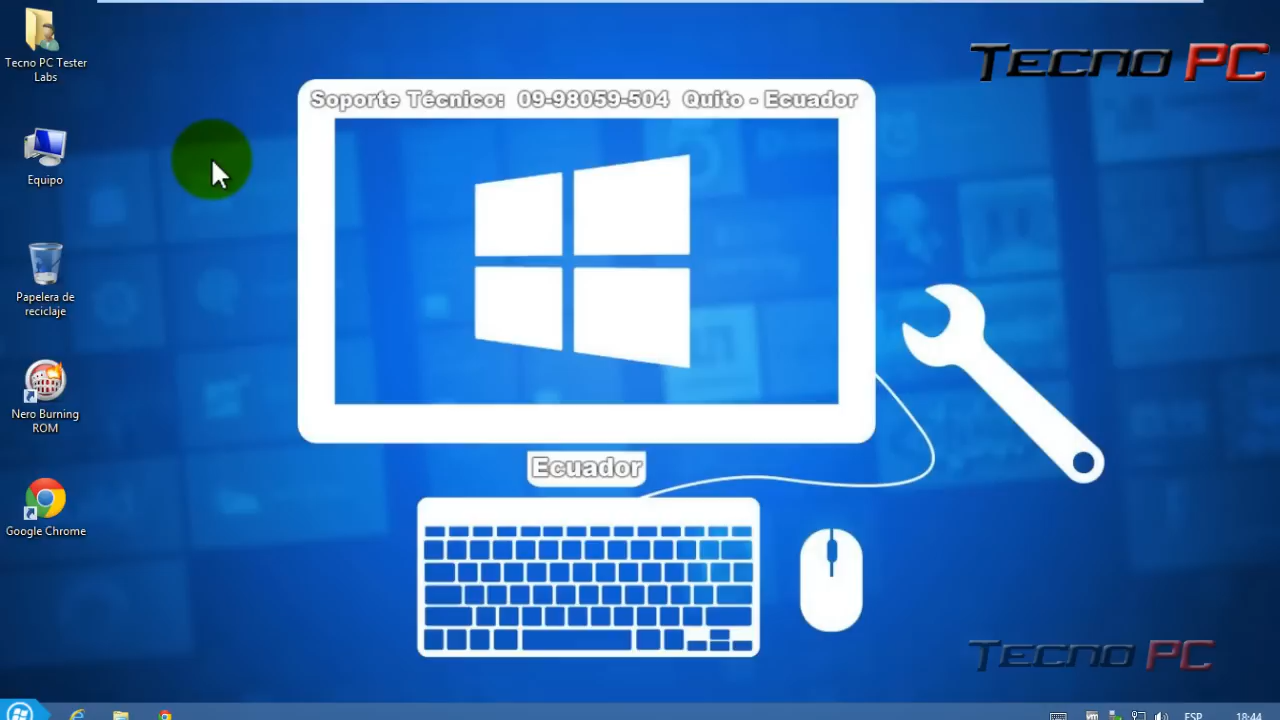 Tecno PC Tester
Labs
Equipo
Papelera de
reciclaje
Nero Burning
ROM
Google Chrome
Tecno PC
Soporte Técnico: 09-98059-504 Quito - Ecuador
Ecuador
Tecno PC
ESP
18:44